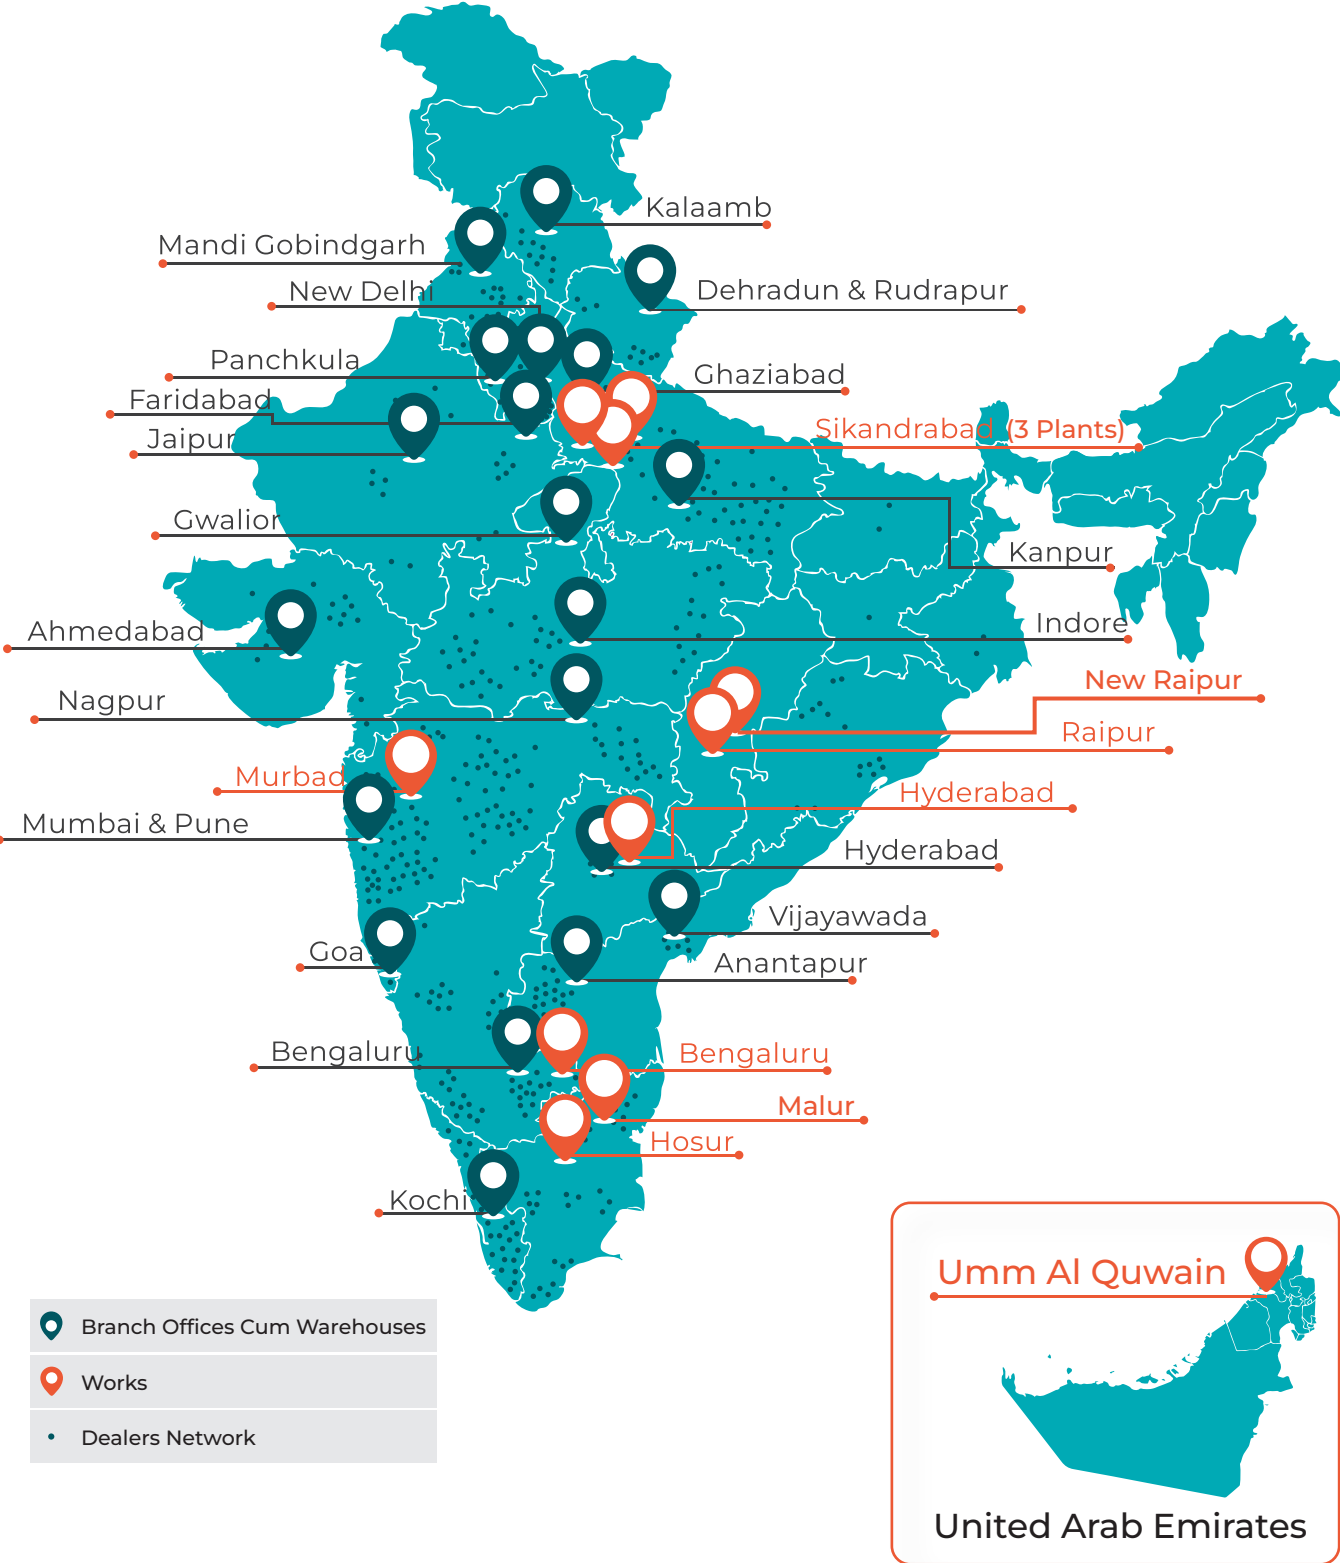 Kalaamb
Mandi Gobindgarh
New Delhi
Dehradun & Rudrapur
Panchkula
Ghaziabad
Faridabad
Sikandrabad (3 Plants)
Jaipur
Gwalior
Kanpur
Ahmedabad
Indore
New Raipur
Nagpur
Raipur
Murbad
Hyderabad
Mumbai & Pune
Hyderabad
Vijayawada
Goa
Anantapur
Bengaluru
Bengaluru
Malur
Hosur
Kochi
Umm Al Quwain
Branch Offices Cum Warehouses
Works
Dealers Network
United Arab Emirates